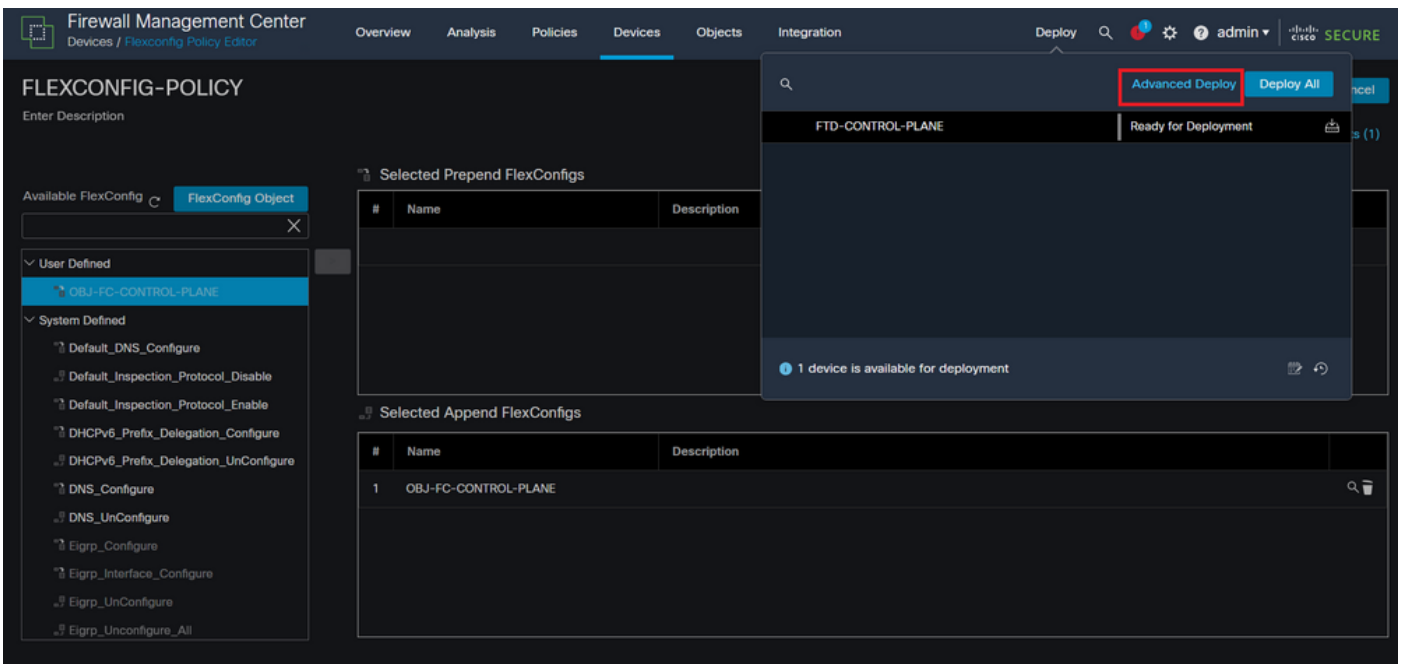 Firewall Management Center
Devices / Flexconfig Policy Editor
Overview Analysis Policies Devices Objects Integration Deploy 1 admin cisco SECURE
FLEXCONFIG-POLICY
Enter Description
Advanced Deploy Deploy All
FTD-CONTROL-PLANE Ready for Deployment
1 device is available for deployment
Available FlexConfig FlexConfig Object
User Defined
OBJ-FC-CONTROL-PLANE
System Defined
Default_DNS_Configure
Default_Inspection_Protocol_Disable
Default_Inspection_Protocol_Enable
DHCPv6_Prefix_Delegation_Configure
DHCPv6_Prefix_Delegation_UnConfigure
DNS_Configure
DNS_UnConfigure
Eigrp_Configure
Eigrp_Interface_Configure
Eigrp_UnConfigure
Eigrp_Unconfigure_All
Selected Prepend FlexConfigs
# Name Description
Selected Append FlexConfigs
# Name Description
1 OBJ-FC-CONTROL-PLANE